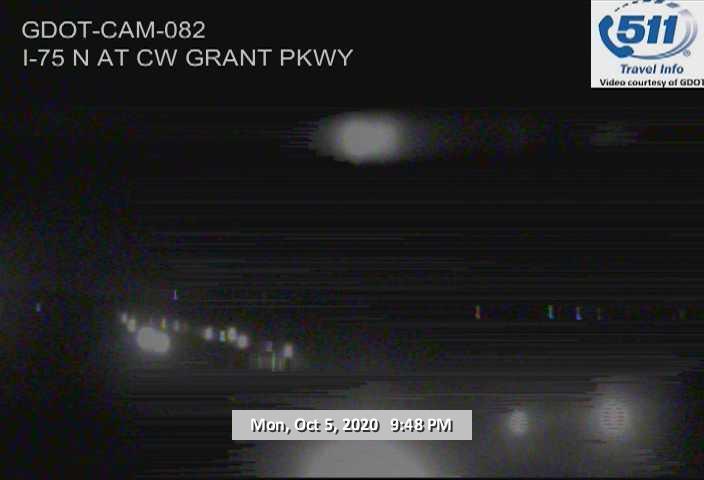 GDOT-CAM-082
I-75 N AT CW GRANT PKWY
511
®
Travel Info
Video courtesy of GDOT
Mon, Oct 5, 2020 9:48 PM